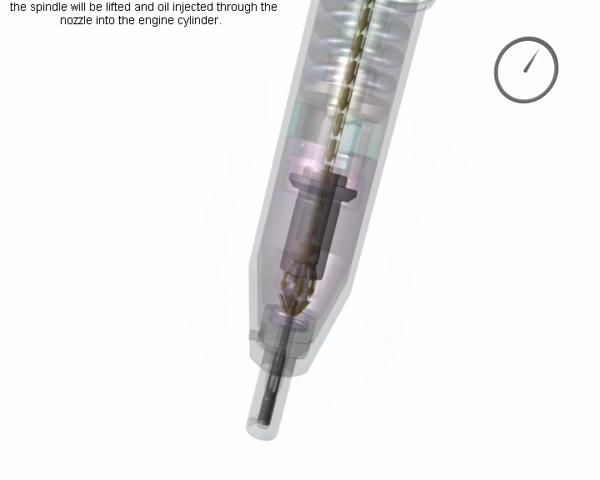 the spindle will be lifted and oil injected through the
nozzle into the engine cylinder.